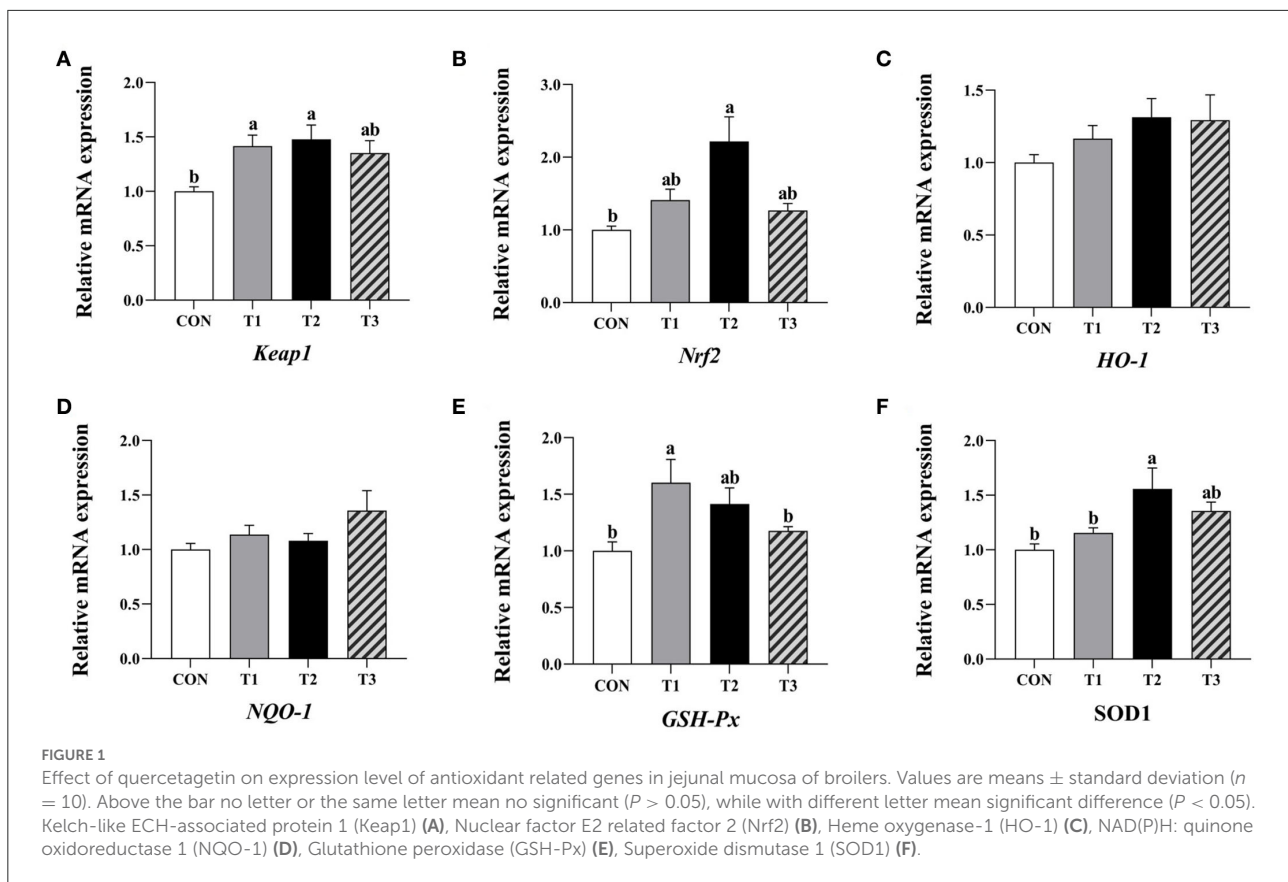 A
Relative mRNA expression
2.0
1.5
1.0
0.5
0.0
b
a
a
ab
CON T1 T2 T3
Keap1
B
Relative mRNA expression
3.0
2.0
1.0
0.0
b
ab
a
ab
CON T1 T2 T3
Nrf2
C
Relative mRNA expression
1.5
1.0
0.5
0.0
CON T1 T2 T3
HO-1
D
Relative mRNA expression
2.0
1.5
1.0
0.5
0.0
CON T1 T2 T3
NQO-1
E
Relative mRNA expression
2.0
1.5
1.0
0.5
0.0
b
a
ab
b
CON T1 T2 T3
GSH-Px
F
Relative mRNA expression
2.0
1.5
1.0
0.5
0.0
b
b
a
ab
CON T1 T2 T3
SOD1
FIGURE 1
Effect of quercetagetin on expression level of antioxidant related genes in jejunal mucosa of broilers. Values are means ± standard deviation (n
= 10). Above the bar no letter or the same letter mean no significant (P > 0.05), while with different letter mean significant difference (P < 0.05).
Kelch-like ECH-associated protein 1 (Keap1) (A), Nuclear factor E2 related factor 2 (Nrf2) (B), Heme oxygenase-1 (HO-1) (C), NAD(P)H: quinone
oxidoreductase 1 (NQO-1) (D), Glutathione peroxidase (GSH-Px) (E), Superoxide dismutase 1 (SOD1) (F).